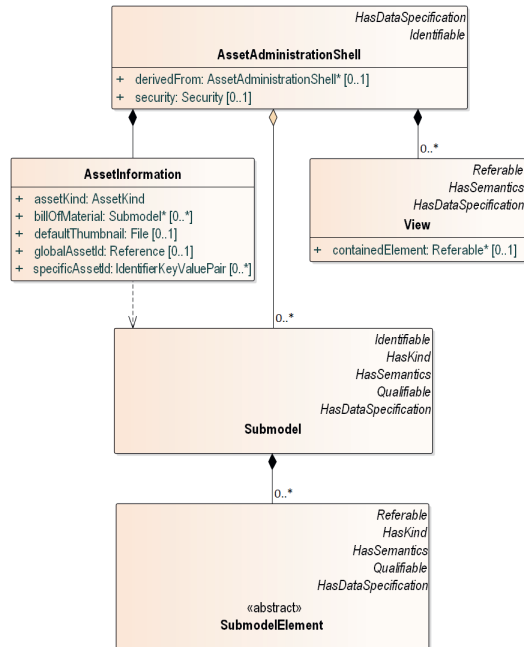 HasDataSpecification
Identifiable
AssetAdministrationShell
+ derivedFrom: AssetAdministrationShell* [0..1]
+ security: Security [0..1]
AssetInformation
+ assetKind: AssetKind
+ billOfMaterial: Submodel* [0..*]
+ defaultThumbnail: File [0..1]
+ globalAssetId: Reference [0..1]
+ specificAssetId: IdentifierKeyValuePair [0..*]
0..*
Referable
HasSemantics
HasDataSpecification
View
+ containedElement: Referable* [0..1]
0..*
Identifiable
HasKind
HasSemantics
Qualifiable
HasDataSpecification
Submodel
0..*
Referable
HasKind
HasSemantics
Qualifiable
HasDataSpecification
«abstract»
SubmodelElement